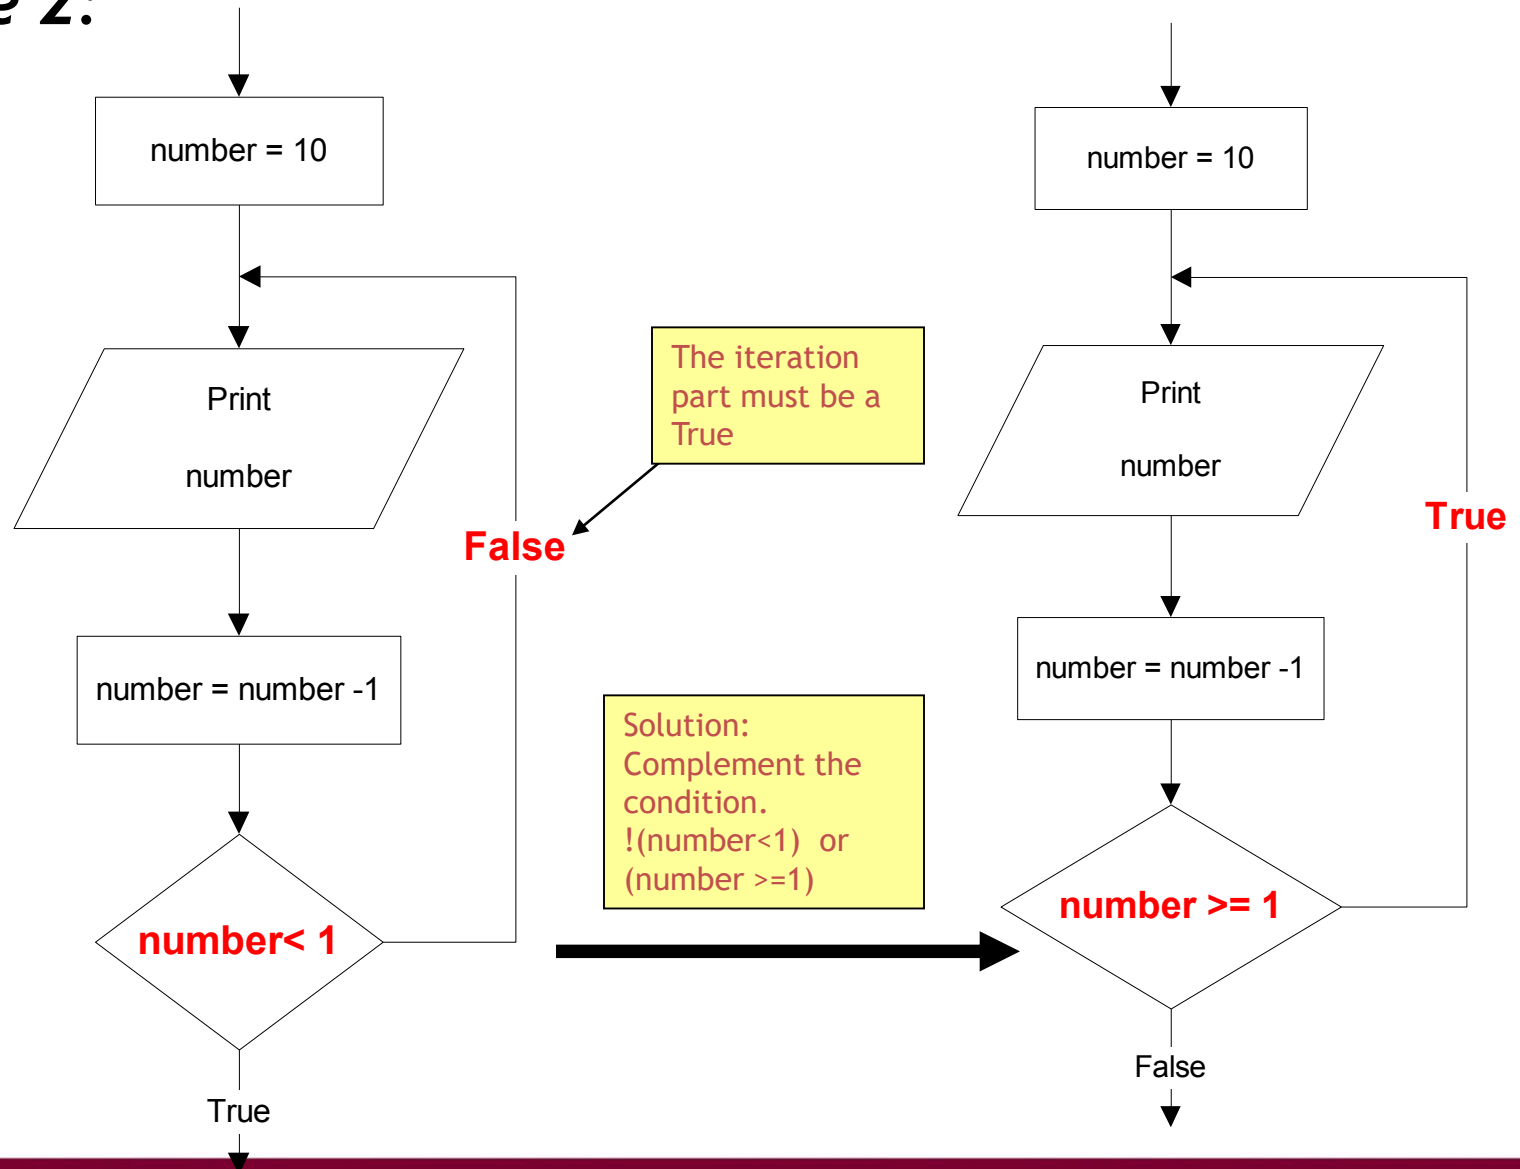 2:
number = 10
Print
number
False
number = number -1
number< 1
True
The iteration
part must be a
True
Solution:
Complement the
condition.
!(number<1) or
(number >=1)
number = 10
Print
number
True
number = number -1
number >= 1
False